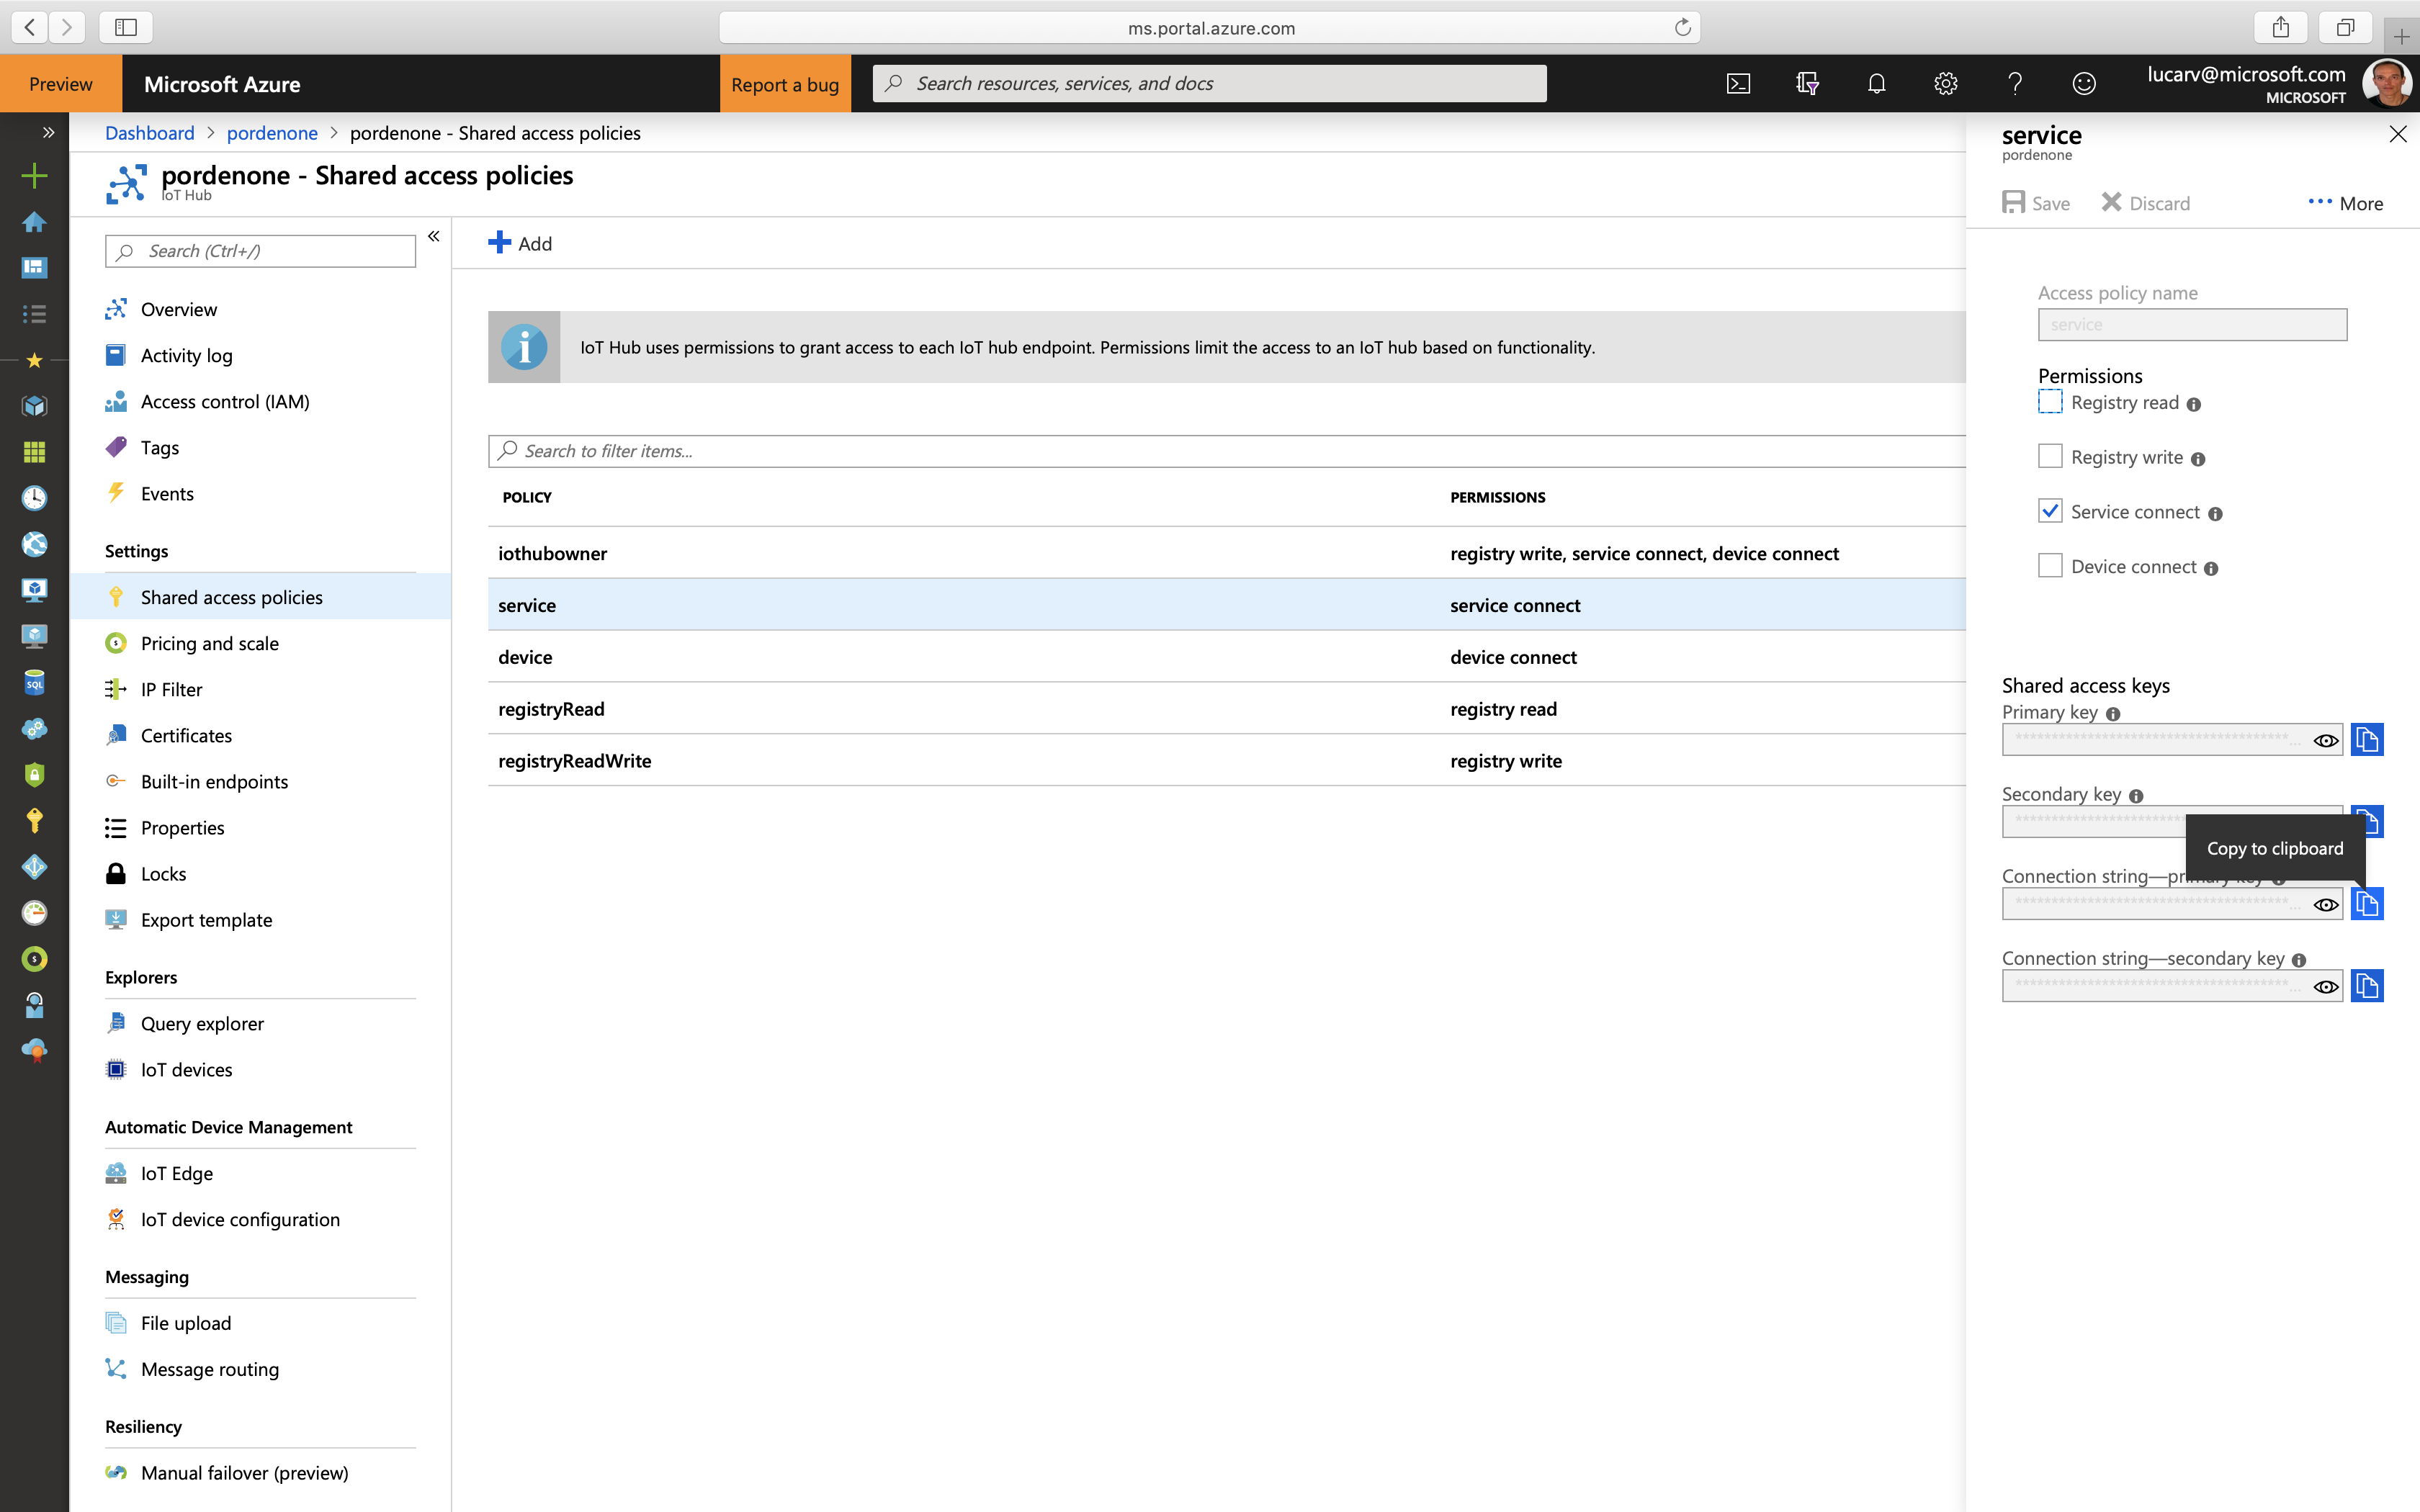 ms.portal.azure.com
Preview
Microsoft Azure
Report a bug
Search resources, services, and docs
lucarv@microsoft.com
MICROSOFT
Dashboard > pordenone > pordenone - Shared access policies
pordenone - Shared access policies
IoT Hub
Search (Ctrl+/)
Overview
Activity log
Access control (IAM)
Tags
Events
Settings
Shared access policies
Pricing and scale
IP Filter
Certificates
Built-in endpoints
Properties
Locks
Export template
Explorers
Query explorer
IoT devices
Automatic Device Management
IoT Edge
IoT device configuration
Messaging
File upload
Message routing
Resiliency
Manual failover (preview)
Add
IoT Hub uses permissions to grant access to each IoT hub endpoint. Permissions limit the access to an IoT hub based on functionality.
Search to filter items...
POLICY PERMISSIONS
iothubowner registry write, service connect, device connect
service service connect
device device connect
registryRead registry read
registryReadWrite registry write
service
pordenone
Save Discard ... More
Access policy name
service
Permissions
Registry read
Registry write
Service connect
Device connect
Shared access keys
Primary key
Secondary key
Copy to clipboard
Connection string—primary key
Connection string—secondary key
SQL